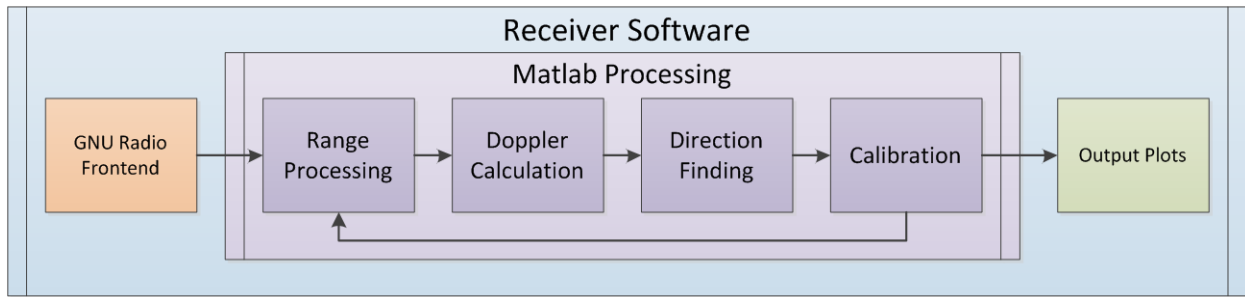 Receiver Software
Matlab Processing
GNU Radio
Frontend
Range
Processing
Doppler
Calculation
Direction
Finding
Calibration
Output Plots